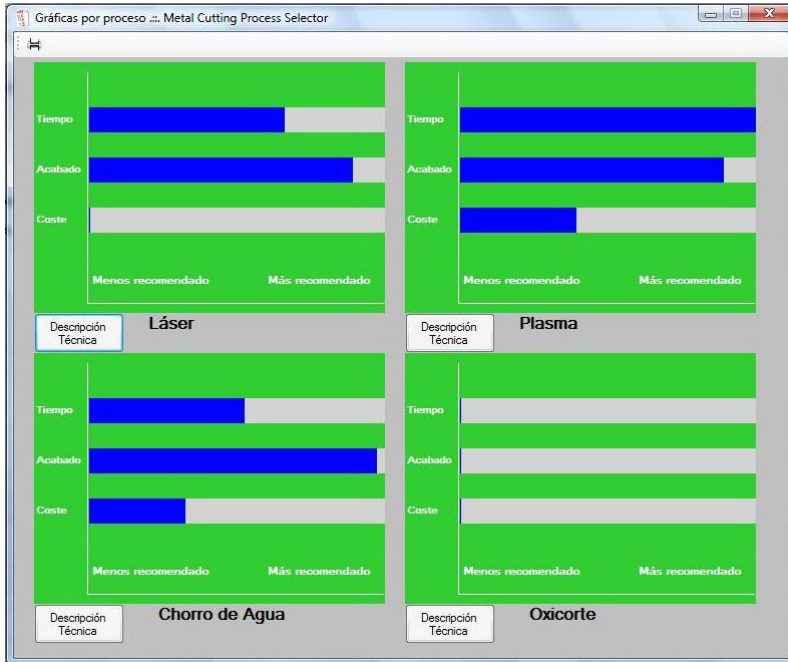 Gráficas por proceso .::. Metal Cutting Process Selector
Tiempo
Acabado
Coste
Menos recomendado Más recomendado
Descripción
Técnica
Láser
Tiempo
Acabado
Coste
Menos recomendado Más recomendado
Descripción
Técnica
Plasma
Tiempo
Acabado
Coste
Menos recomendado Más recomendado
Descripción
Técnica
Chorro de Agua
Tiempo
Acabado
Coste
Menos recomendado Más recomendado
Descripción
Técnica
Oxicorte